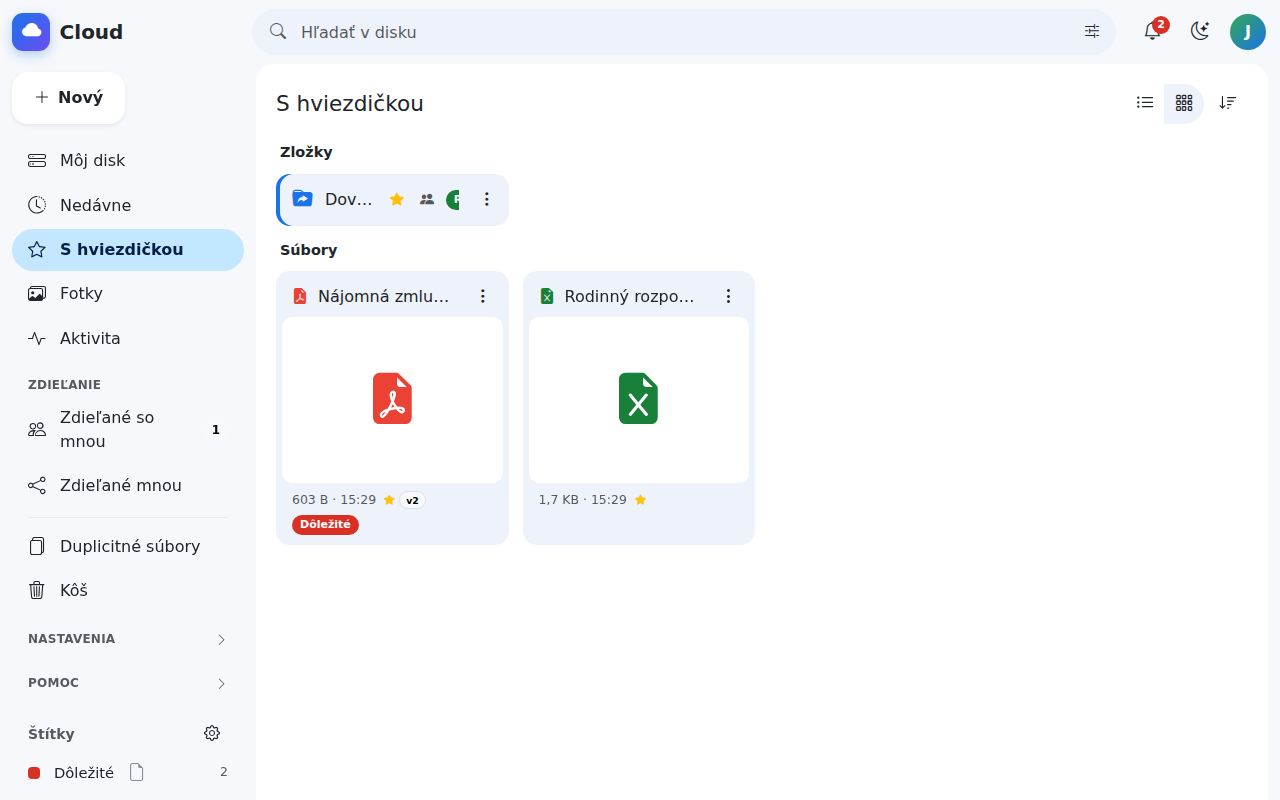 Cloud
Hľadať v disku
2
J
Nový
S hviezdičkou
Môj disk
Nedávne
S hviezdičkou
Fotky
Aktivita
ZDIEĽANIE
Zdieľané so
mnou
1
Zdieľané mnou
Duplicitné súbory
Kôš
NASTAVENIA
POMOC
Štítky
Dôležité
2
Zložky
Dov…
Súbory
Nájomná zmlu…
Rodinný rozpo…
603 B · 15:29
v2
Dôležité
1,7 KB · 15:29